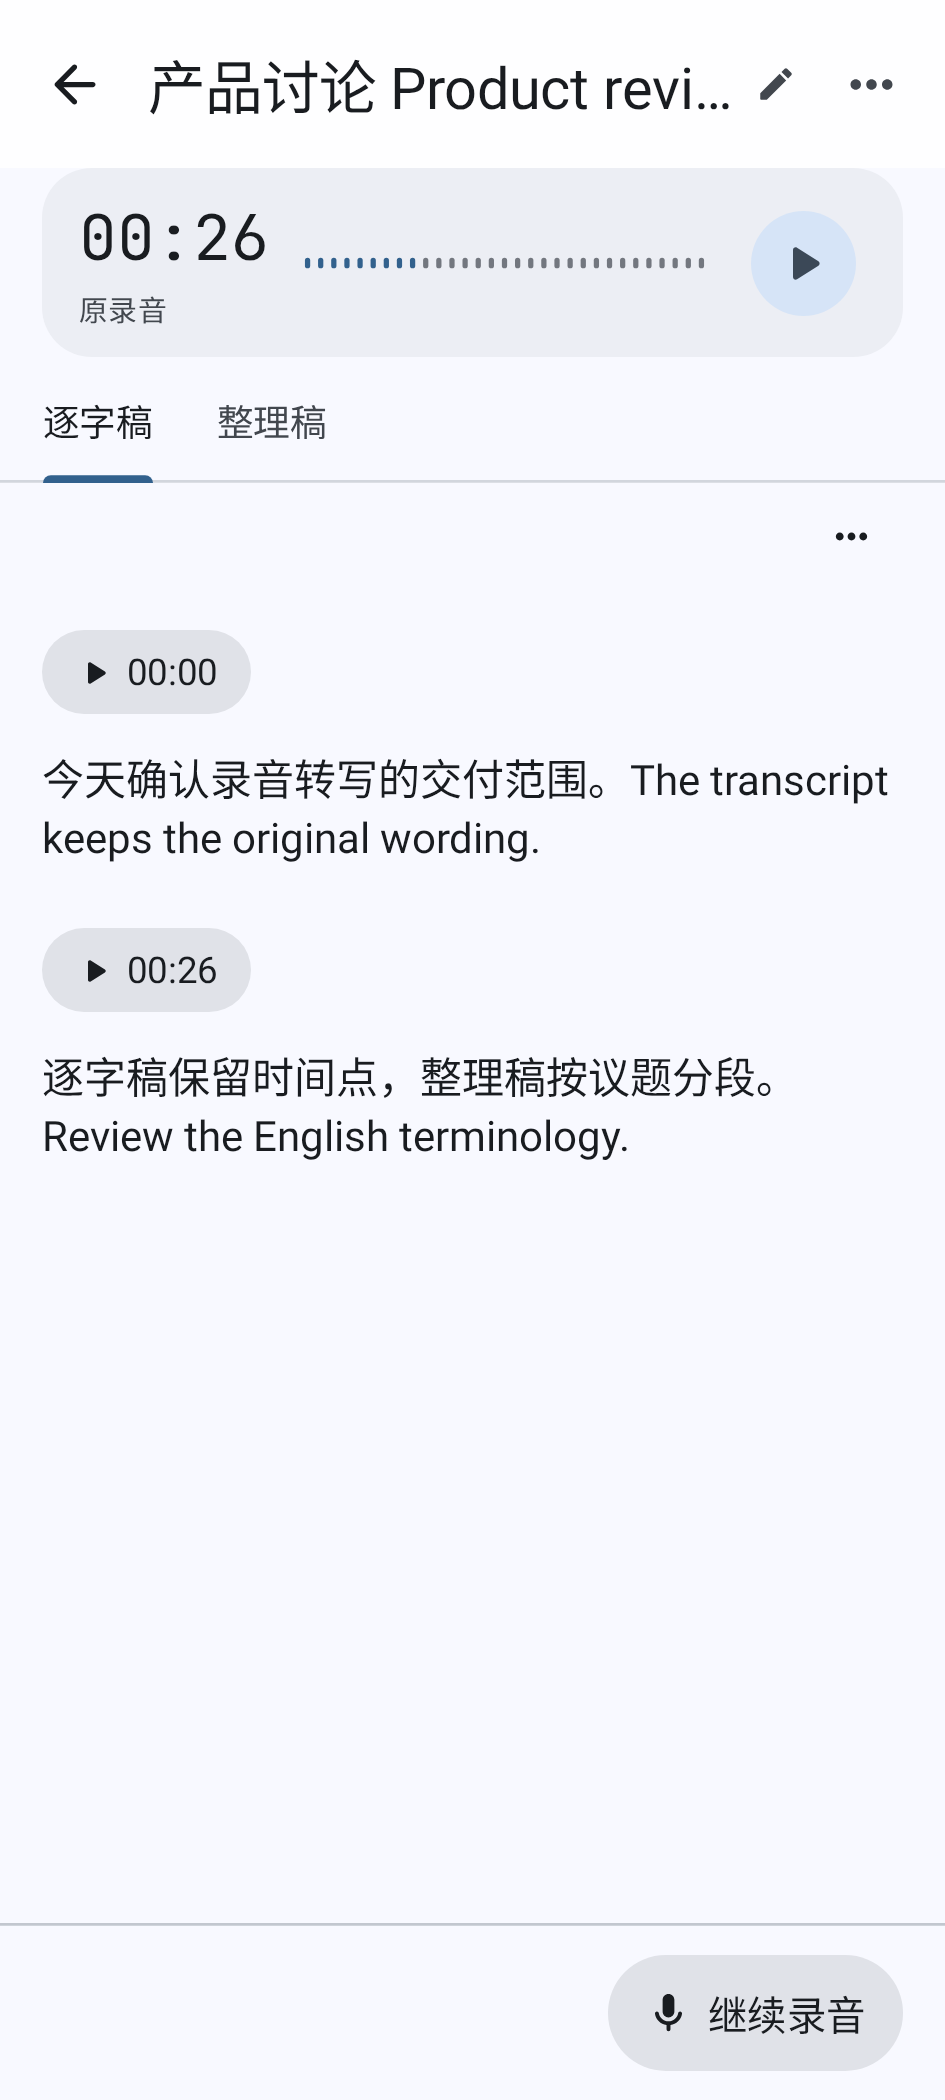 产品讨论 Product revi...
00:26
原录音
逐字稿 整理稿
00:00
今天确认录音转写的交付范围。The transcript
keeps the original wording.
00:26
逐字稿保留时间点，整理稿按议题分段。
Review the English terminology.
继续录音